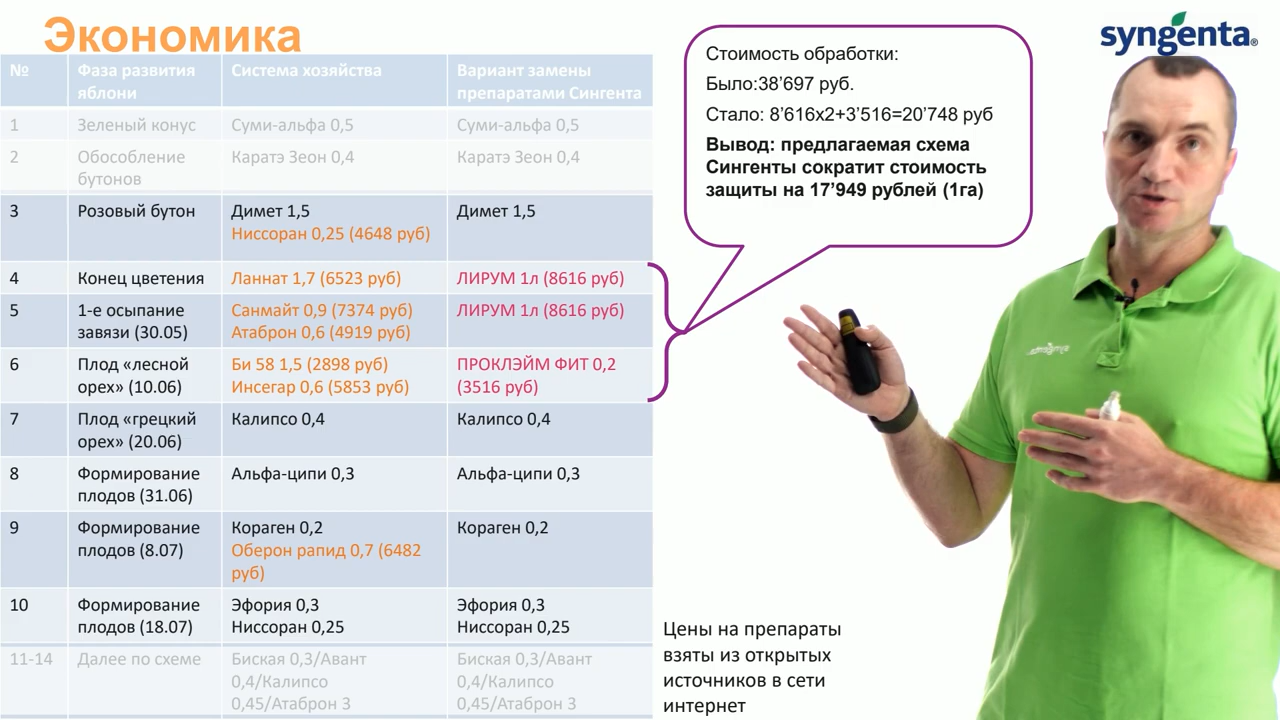 Экономика
syngenta®
№
Фаза развития
яблони
Система хозяйства
Вариант замены
препаратами Сингента
1
Зеленый конус
Суми-альфа 0,5
Суми-альфа 0,5
2
Обособление
бутонов
Каратэ Зеон 0,4
Каратэ Зеон 0,4
3
Розовый бутон
Димет 1,5
Ниссоран 0,25 (4648 руб)
Димет 1,5
4
Конец цветения
Ланнат 1,7 (6523 руб)
ЛИРУМ 1л (8616 руб)
5
1-е осыпание
завязи (30.05)
Санмайт 0,9 (7374 руб)
Атаброн 0,6 (4919 руб)
ЛИРУМ 1л (8616 руб)
6
Плод «лесной
орех» (10.06)
Би 58 1,5 (2898 руб)
Инсегар 0,6 (5853 руб)
ПРОКЛЭЙМ ФИТ 0,2
(3516 руб)
7
Плод «грецкий
орех» (20.06)
Калипсо 0,4
Калипсо 0,4
8
Формирование
плодов (31.06)
Альфа-ципи 0,3
Альфа-ципи 0,3
9
Формирование
плодов (8.07)
Кораген 0,2
Оберон рапид 0,7 (6482
руб)
Кораген 0,2
10
Формирование
плодов (18.07)
Эфория 0,3
Ниссоран 0,25
Эфория 0,3
Ниссоран 0,25
11-14
Далее по схеме
Биская 0,3/Авант
0,4/Калипсо
0,45/Атаброн 3
Биская 0,3/Авант
0,4/Калипсо
0,45/Атаброн 3
Стоимость обработки:
Было:38’697 руб.
Стало: 8’616х2+3’516=20’748 руб
Вывод: предлагаемая схема
Сингенты сократит стоимость
защиты на 17’949 рублей (1га)
Цены на препараты
взяты из открытых
источников в сети
интернет
syngenta